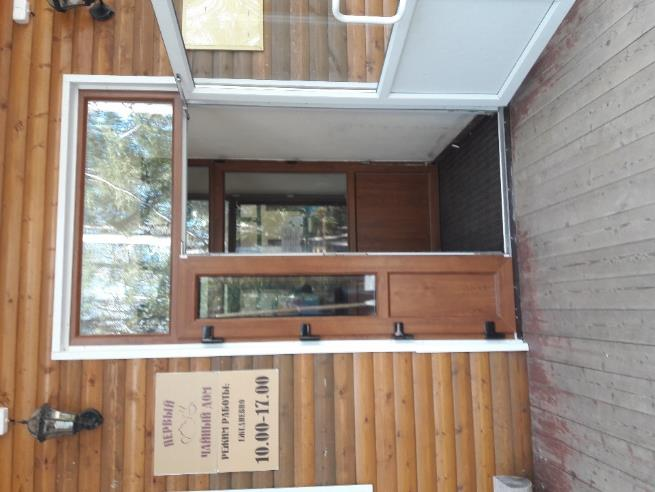 ПЕРВЫЙ
ЧАЙНЫЙ ДОМ
РЕЖИМ РАБОТЫ:
ЕЖЕДНЕВНО
10.00-17.00